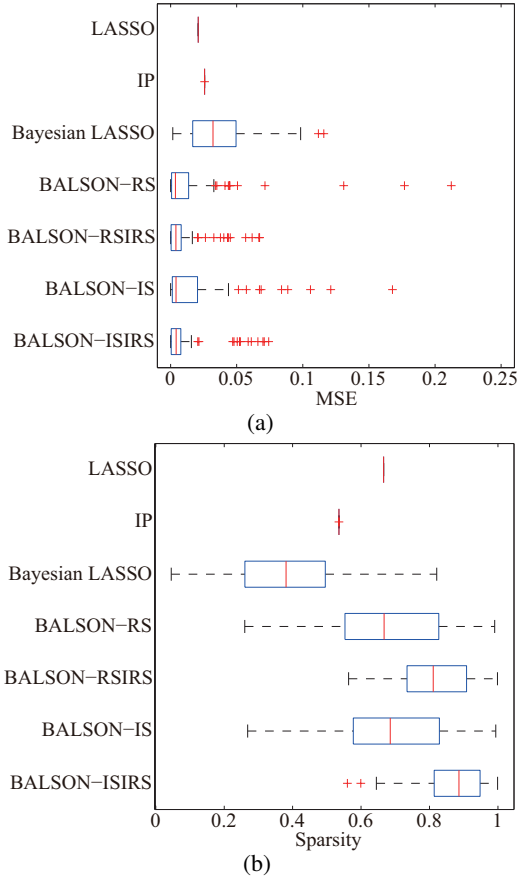 LASSO
IP
Bayesian LASSO
BALSON−RS
BALSON−RSIRS
BALSON−IS
BALSON−ISIRS
0 0.05 0.1 0.15 0.2 0.25
MSE
(a)
LASSO
IP
Bayesian LASSO
BALSON−RS
BALSON−RSIRS
BALSON−IS
BALSON−ISIRS
0 0.2 0.4 0.6 0.8 1
Sparsity
(b)